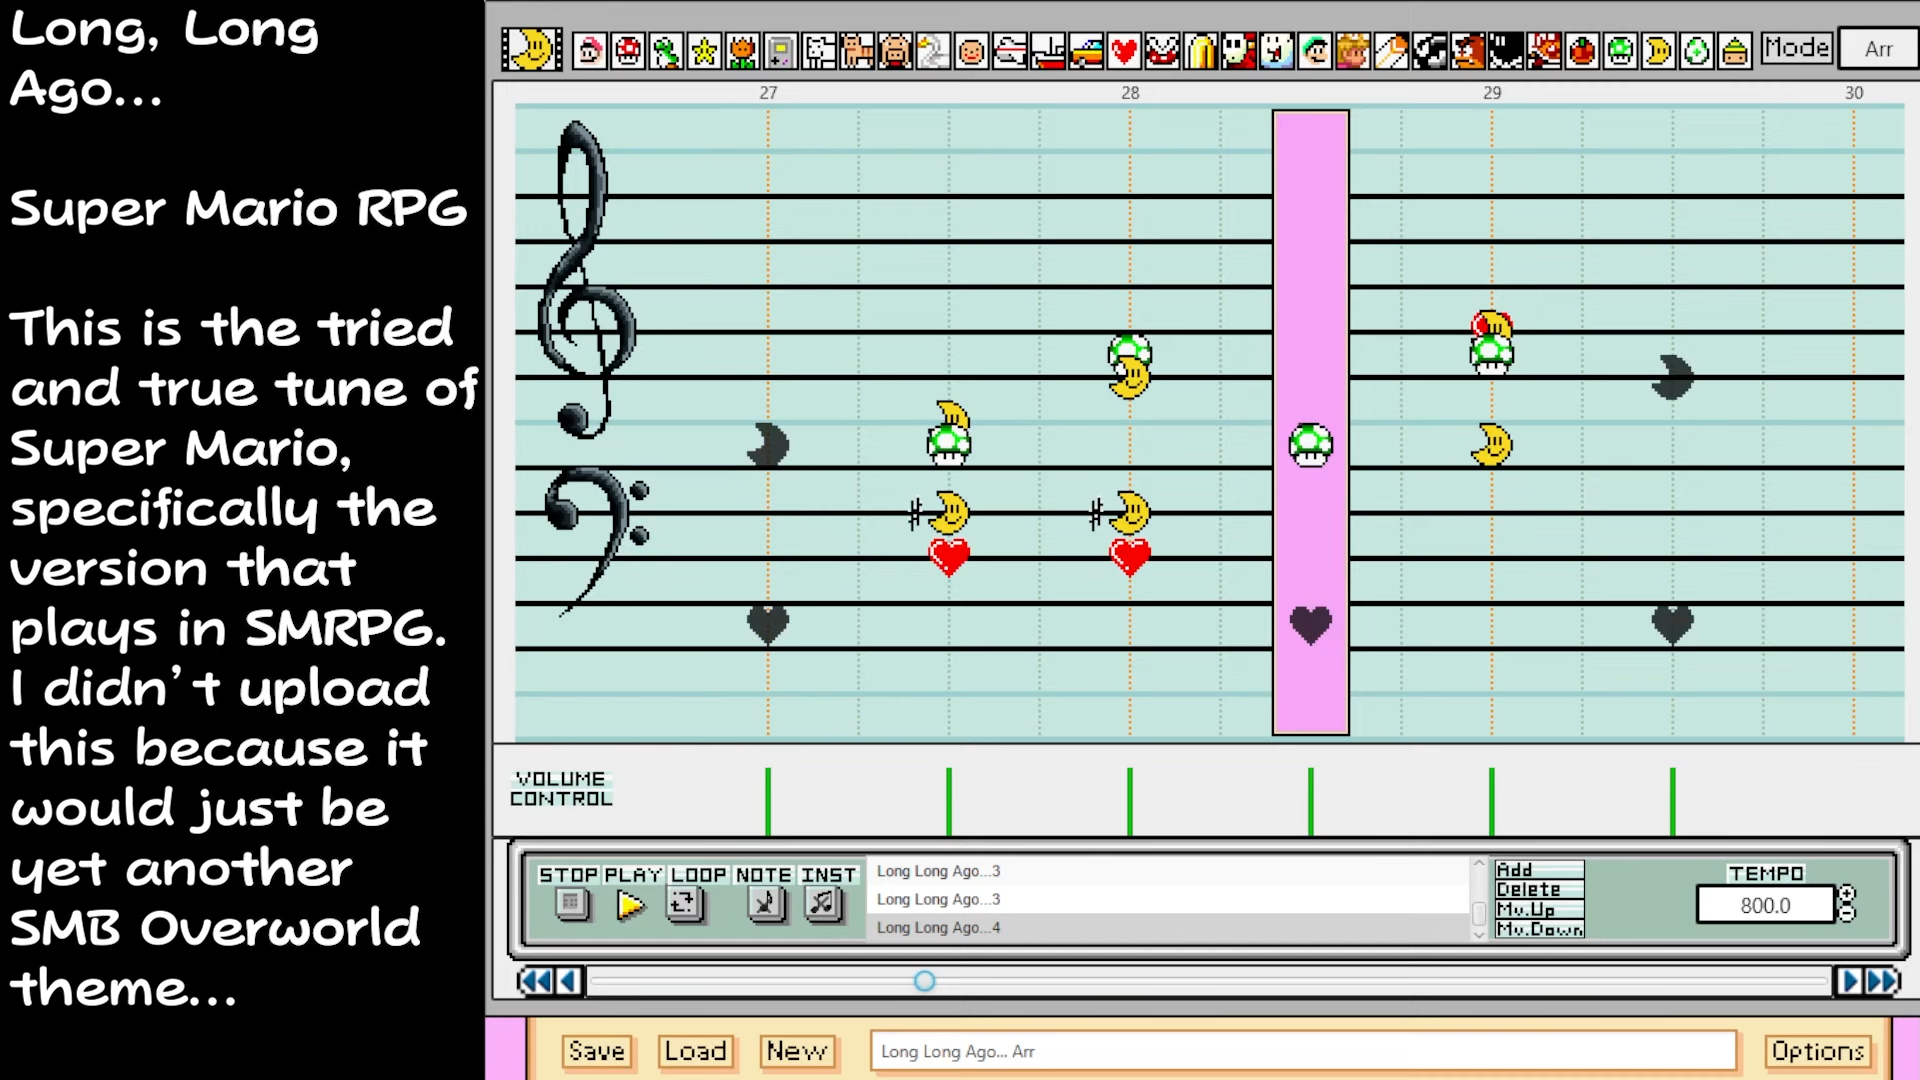 Long, Long
Ago...
Super Mario RPG
This is the tried
and true tune of
Super Mario,
specifically the
version that
plays in SMRPG.
I didn't upload
this because it
would just be
yet another
SMB Overworld
theme...
Mode
Arr
27
28
29
30
VOLUME
CONTROL
STOP PLAY LOOP NOTE INST
Long Long Ago...3
Long Long Ago...3
Long Long Ago...4
Add
Delete
Mv.Up
Mv.Down
TEMPO
800.0
Save
Load
New
Long Long Ago... Arr
Options